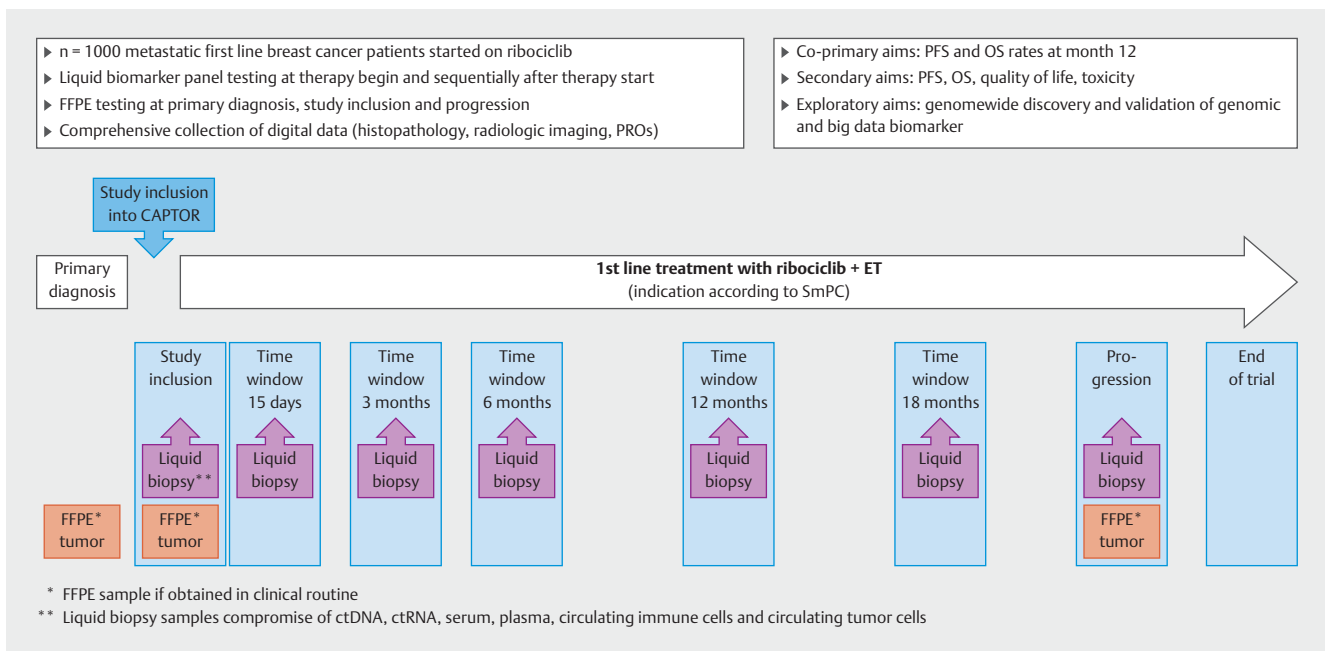 ▶ n = 1000 metastatic first line breast cancer patients started on ribociclib
▶ Liquid biomarker panel testing at therapy begin and sequentially after therapy start
▶ FFPE testing at primary diagnosis, study inclusion and progression
▶ Comprehensive collection of digital data (histopathology, radiologic imaging, PROs)
▶ Co-primary aims: PFS and OS rates at month 12
▶ Secondary aims: PFS, OS, quality of life, toxicity
▶ Exploratory aims: genomewide discovery and validation of genomic
and big data biomarker
Study inclusion
into CAPTOR
Primary
diagnosis
1st line treatment with ribociclib + ET
(indication according to SmPC)
Study
inclusion
Time
window
15 days
Time
window
3 months
Time
window
6 months
Time
window
12 months
Time
window
18 months
Pro-
gression
End
of trial
Liquid
biopsy**
Liquid
biopsy
Liquid
biopsy
Liquid
biopsy
Liquid
biopsy
Liquid
biopsy
Liquid
biopsy
FFPE*
tumor
FFPE*
tumor
FFPE*
tumor
* FFPE sample if obtained in clinical routine
** Liquid biopsy samples compromise of ctDNA, ctRNA, serum, plasma, circulating immune cells and circulating tumor cells